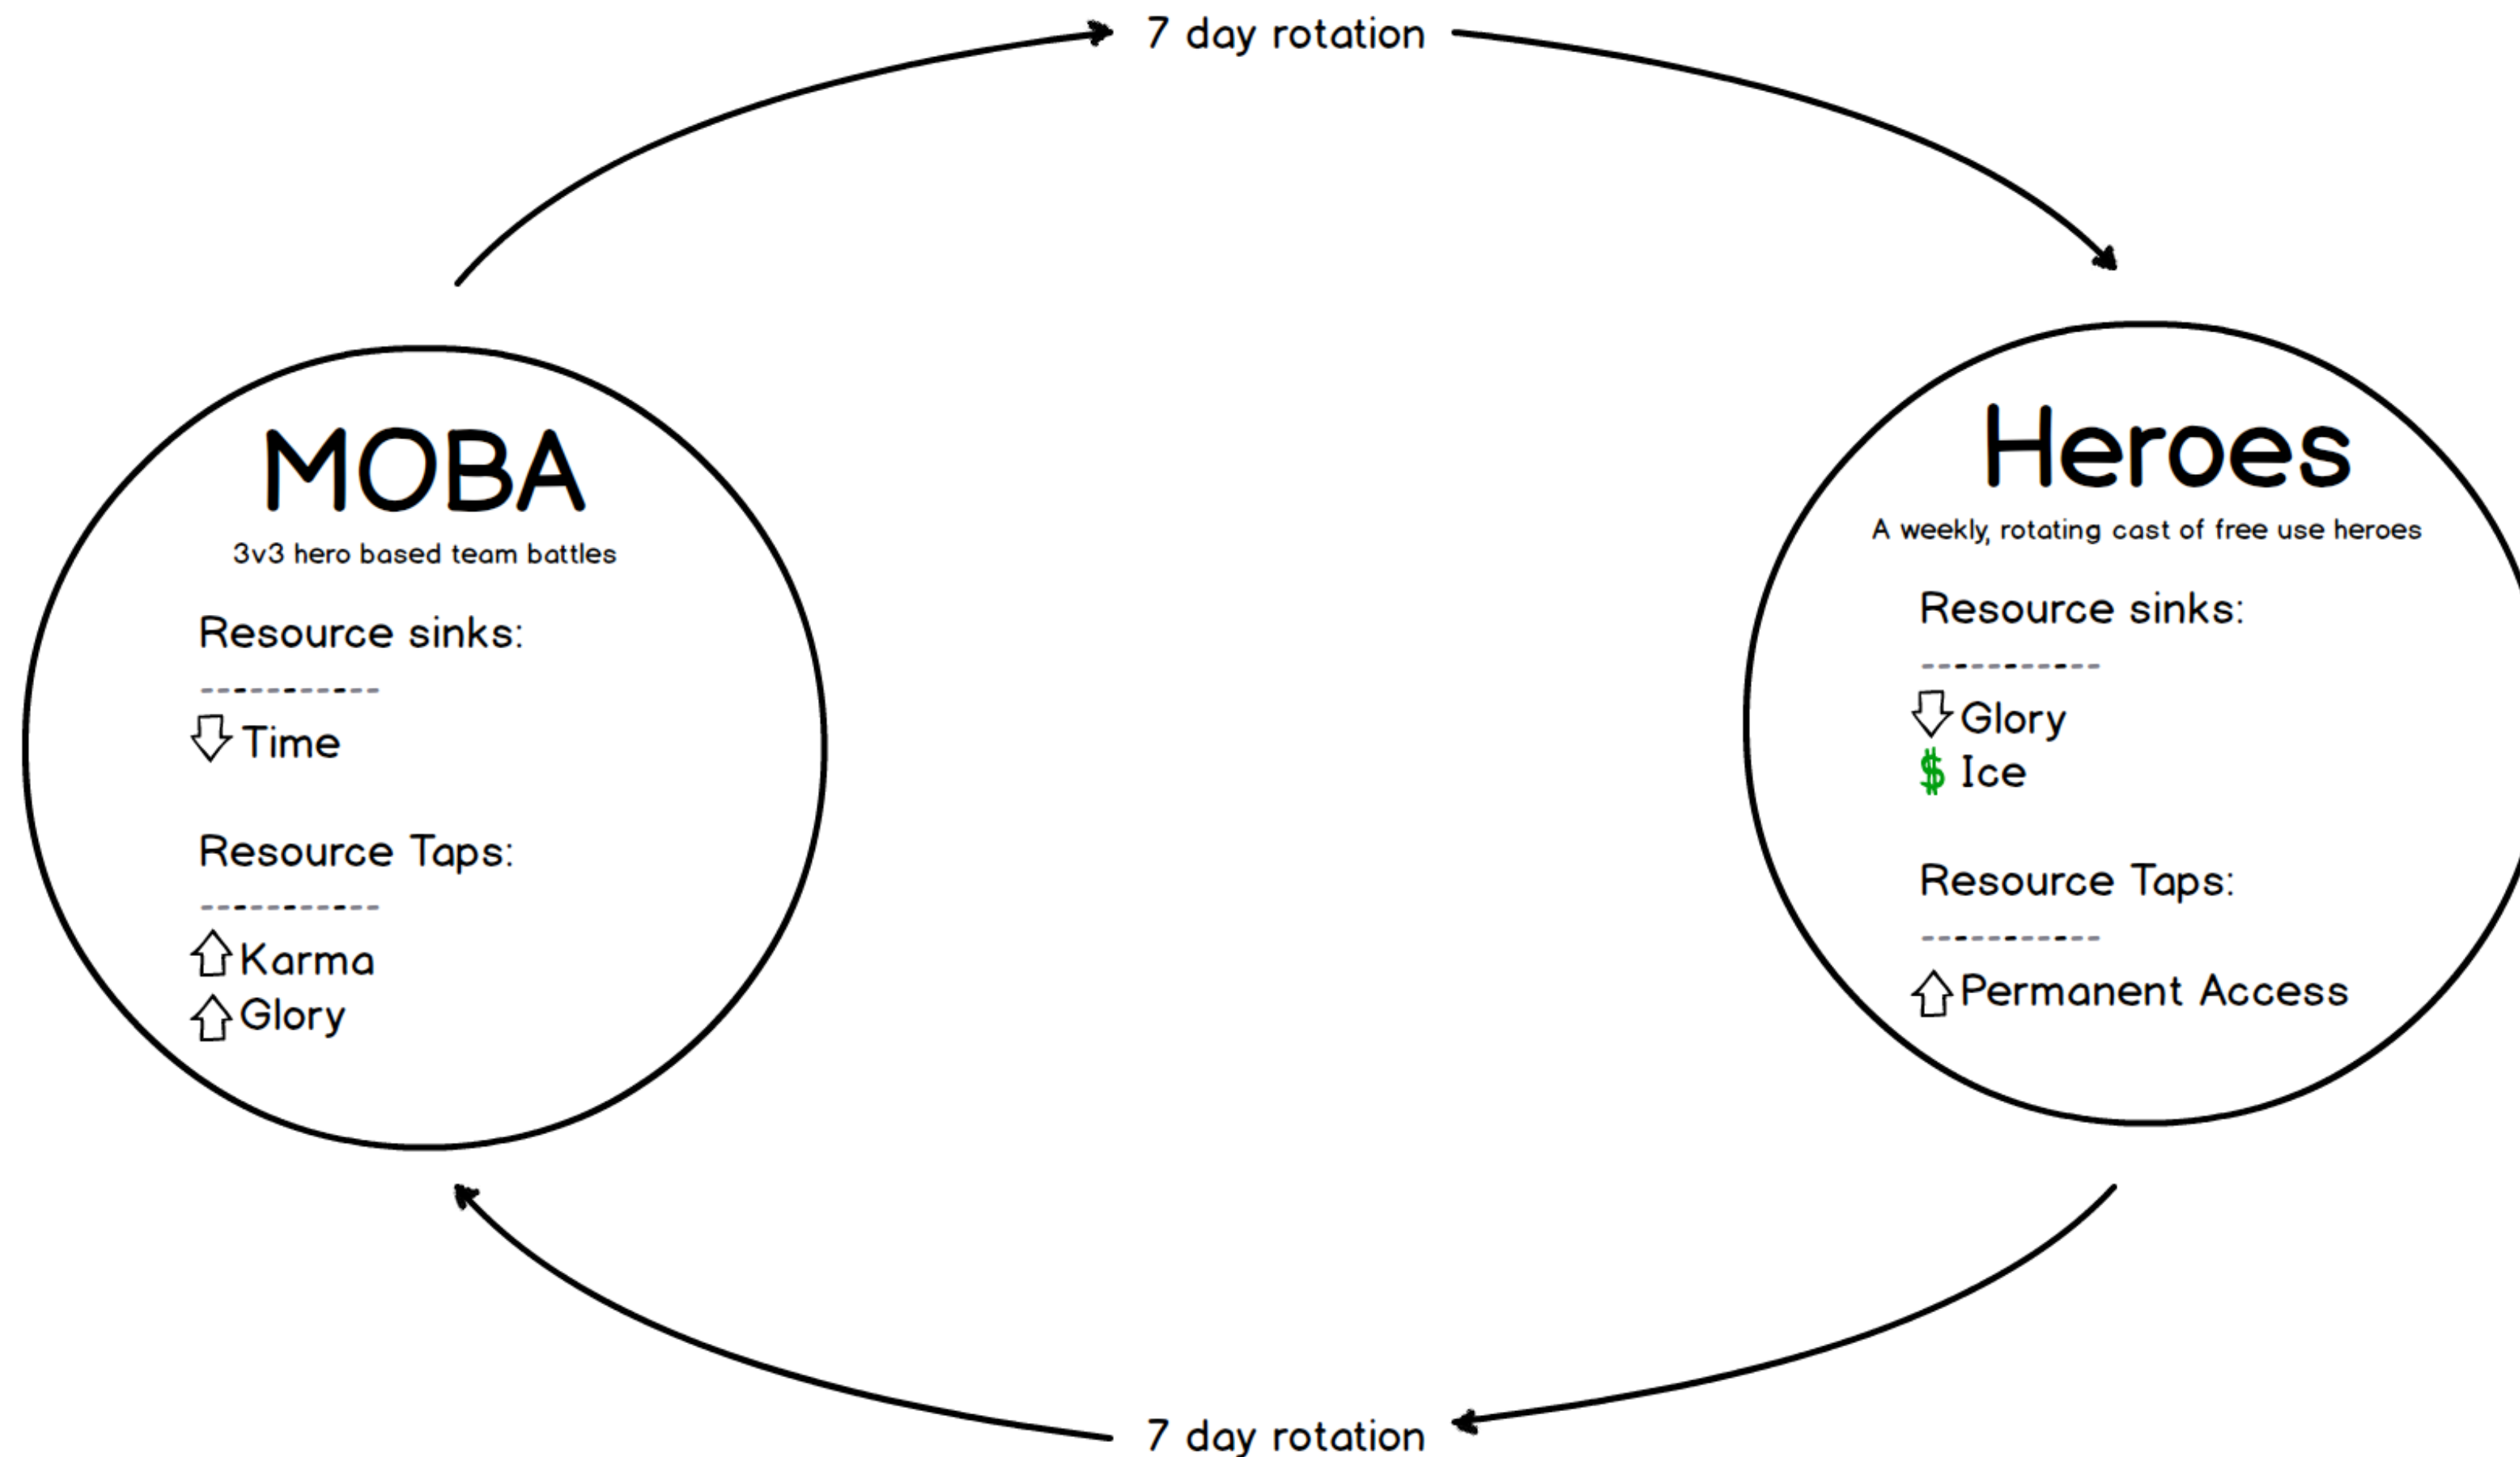 7 day rotation
MOBA
3v3 hero based team battles
Resource sinks:
-----------
Time
Resource Taps:
-----------
Karma
Glory
Heroes
A weekly, rotating cast of free use heroes
Resource sinks:
-----------
Glory
$ Ice
Resource Taps:
-----------
Permanent Access
7 day rotation